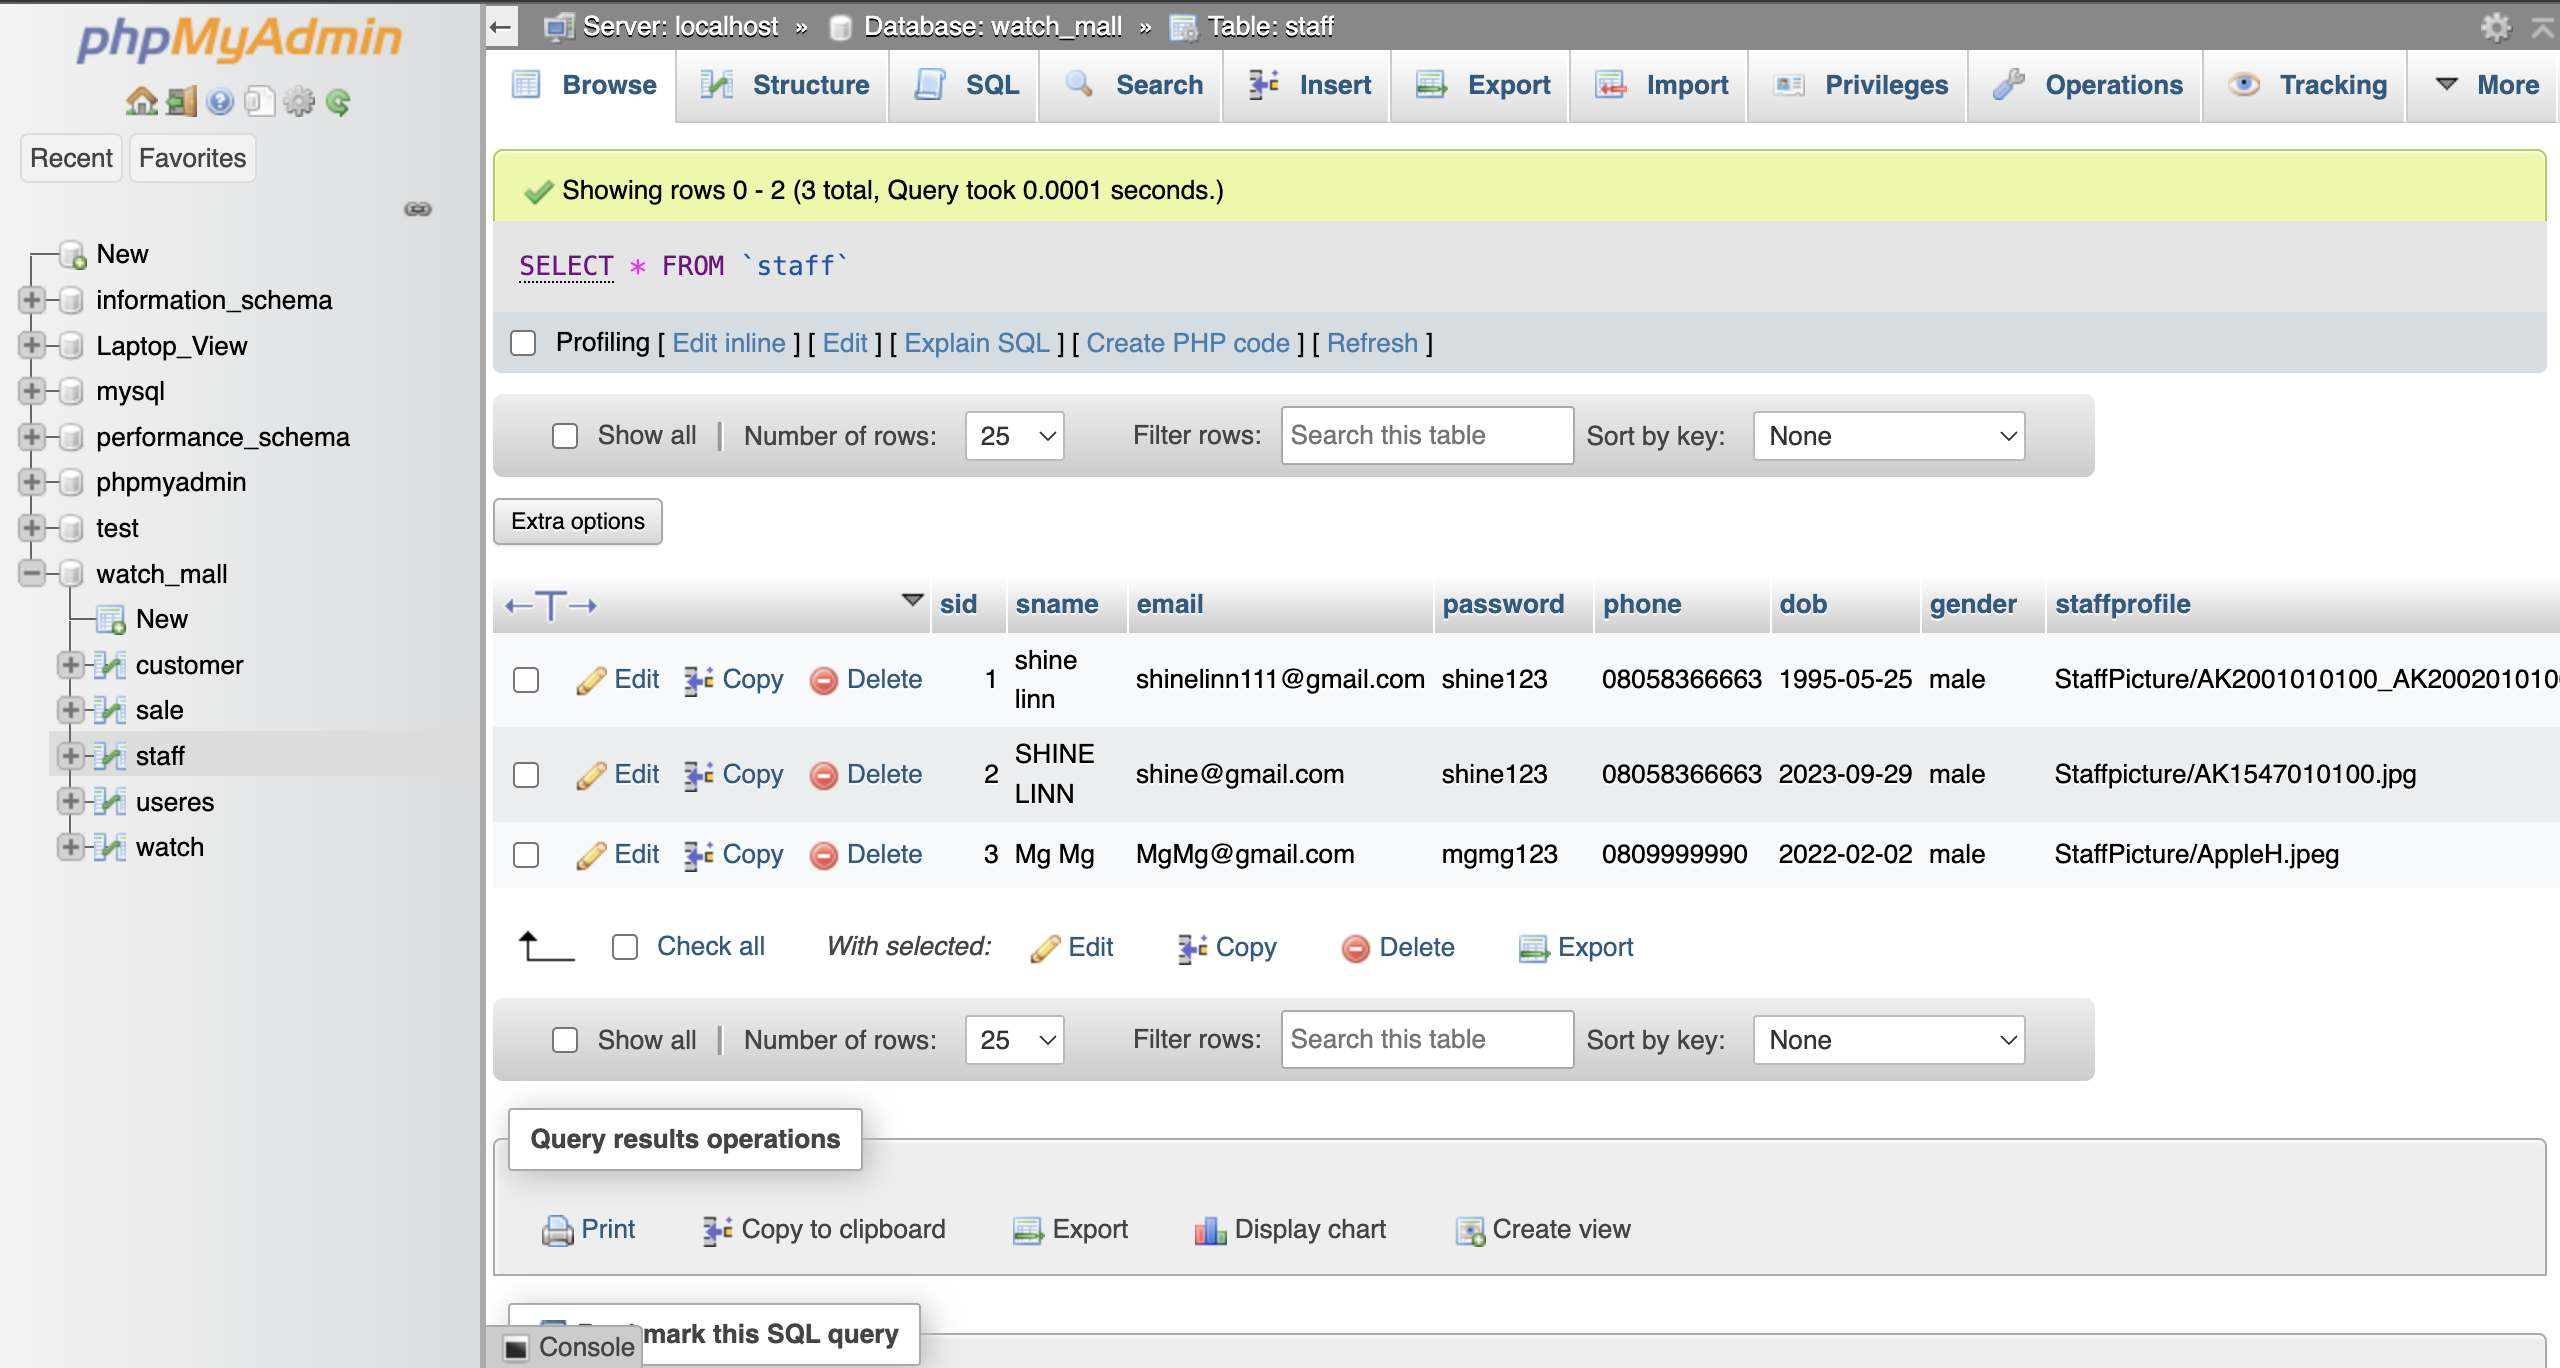 phpMyAdmin
Recent Favorites
New
information_schema
Laptop_View
mysql
performance_schema
phpmyadmin
test
watch_mall
New
customer
sale
staff
useres
watch
Server: localhost » Database: watch_mall » Table: staff
Browse Structure SQL Search Insert Export Import Privileges Operations Tracking More
Showing rows 0 - 2 (3 total, Query took 0.0001 seconds.)
SELECT * FROM `staff`
Profiling [ Edit inline ] [ Edit ] [ Explain SQL ] [ Create PHP code ] [ Refresh ]
Show all | Number of rows: 25 Filter rows: Search this table Sort by key: None
Extra options
sid sname email password phone dob gender staffprofile
Edit Copy Delete 1 shine linn shinelinn111@gmail.com shine123 08058366663 1995-05-25 male StaffPicture/AK2001010100_AK200201010
Edit Copy Delete 2 SHINE LINN shine@gmail.com shine123 08058366663 2023-09-29 male Staffpicture/AK1547010100.jpg
Edit Copy Delete 3 Mg Mg MgMg@gmail.com mgmg123 0809999990 2022-02-02 male StaffPicture/AppleH.jpeg
Check all With selected: Edit Copy Delete Export
Show all | Number of rows: 25 Filter rows: Search this table Sort by key: None
Query results operations
Print Copy to clipboard Export Display chart Create view
mark this SQL query
Console